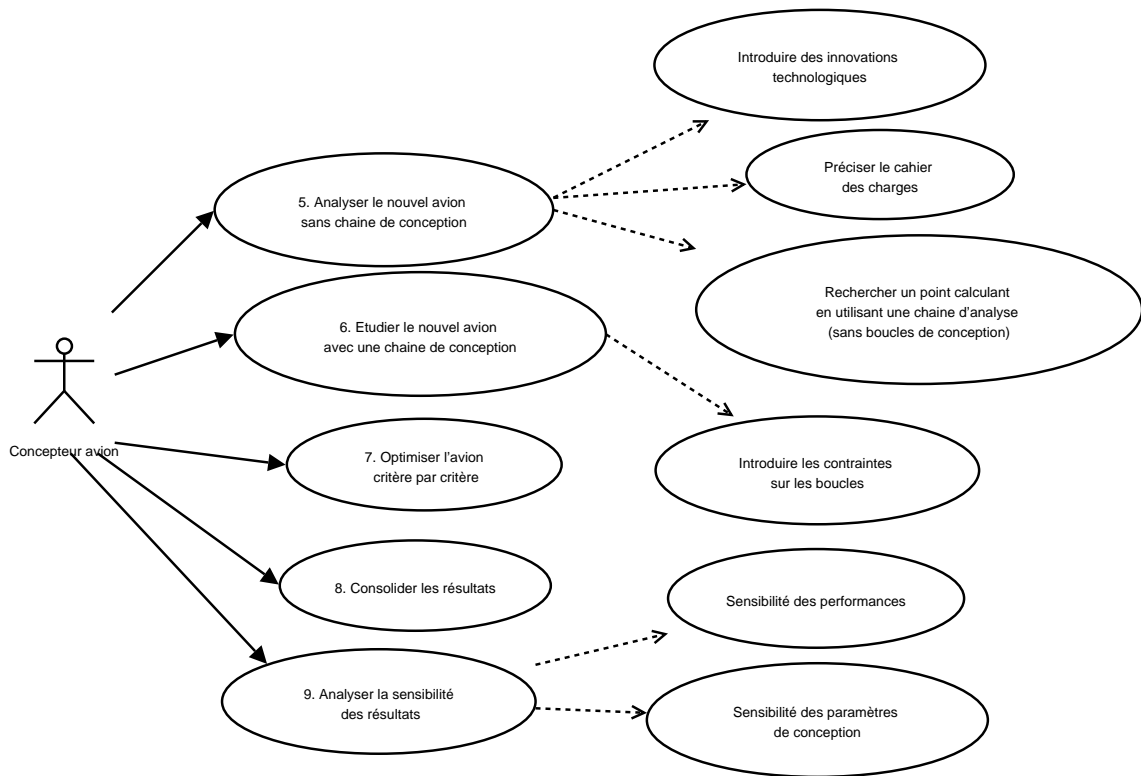 Introduire des innovations
technologiques
Préciser le cahier
des charges
5. Analyser le nouvel avion
sans chaine de conception
Rechercher un point calculant
en utilisant une chaine d'analyse
(sans boucles de conception)
6. Etudier le nouvel avion
avec une chaine de conception
Concepteur avion
7. Optimiser l'avion
critère par critère
Introduire les contraintes
sur les boucles
8. Consolider les résultats
Sensibilité des performances
9. Analyser la sensibilité
des résultats
Sensibilité des paramètres
de conception